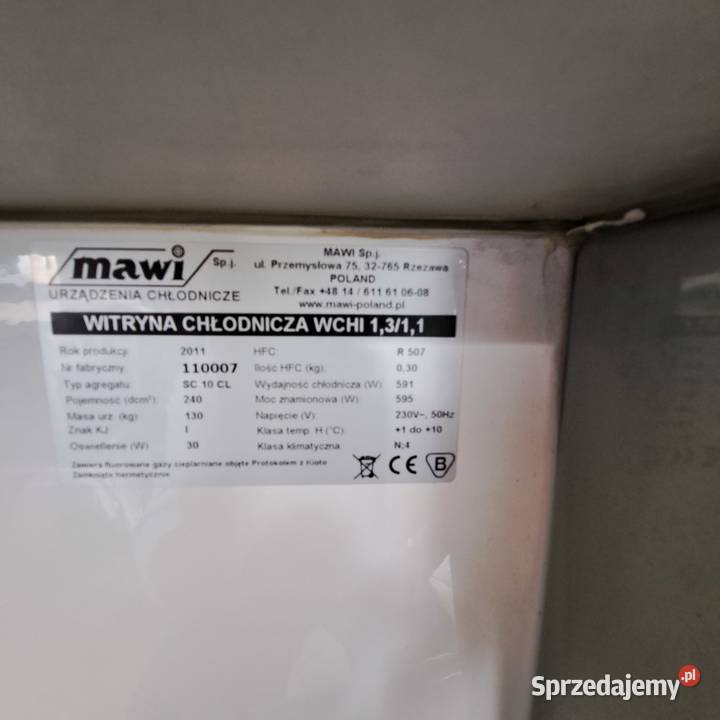 mawi Sp.j.
URZĄDZENIA CHŁODNICZE
MAWI Sp.j.
ul. Przemysłowa 75, 32-765 Rzezawa
POLAND
Tel./Fax +48 14 / 611 61 06-08
www.mawi-poland.pl
WITRYNA CHŁODNICZA WCHI 1,3/1,1
Rok produkcji: 2011 HFC: R 507
Nr fabryczny: 110007 Ilość HFC (kg): 0,30
Typ agregatu: SC 10 CL Wydajność chłodnicza (W): 591
Pojemność (dcm³): 240 Moc znamionowa (W): 595
Masa urz. (kg): 130 Napięcie (V): 230V~, 50Hz
Znak KJ: I Klasa temp. H (°C): +1 do +10
Oświetlenie (W): 30 Klasa klimatyczna: N;4
Zawiera fluorowane gazy cieplarniane objęte Protokołem z Kioto
Zamknięte hermetycznie.
CE B
Sprzedajemy.pl